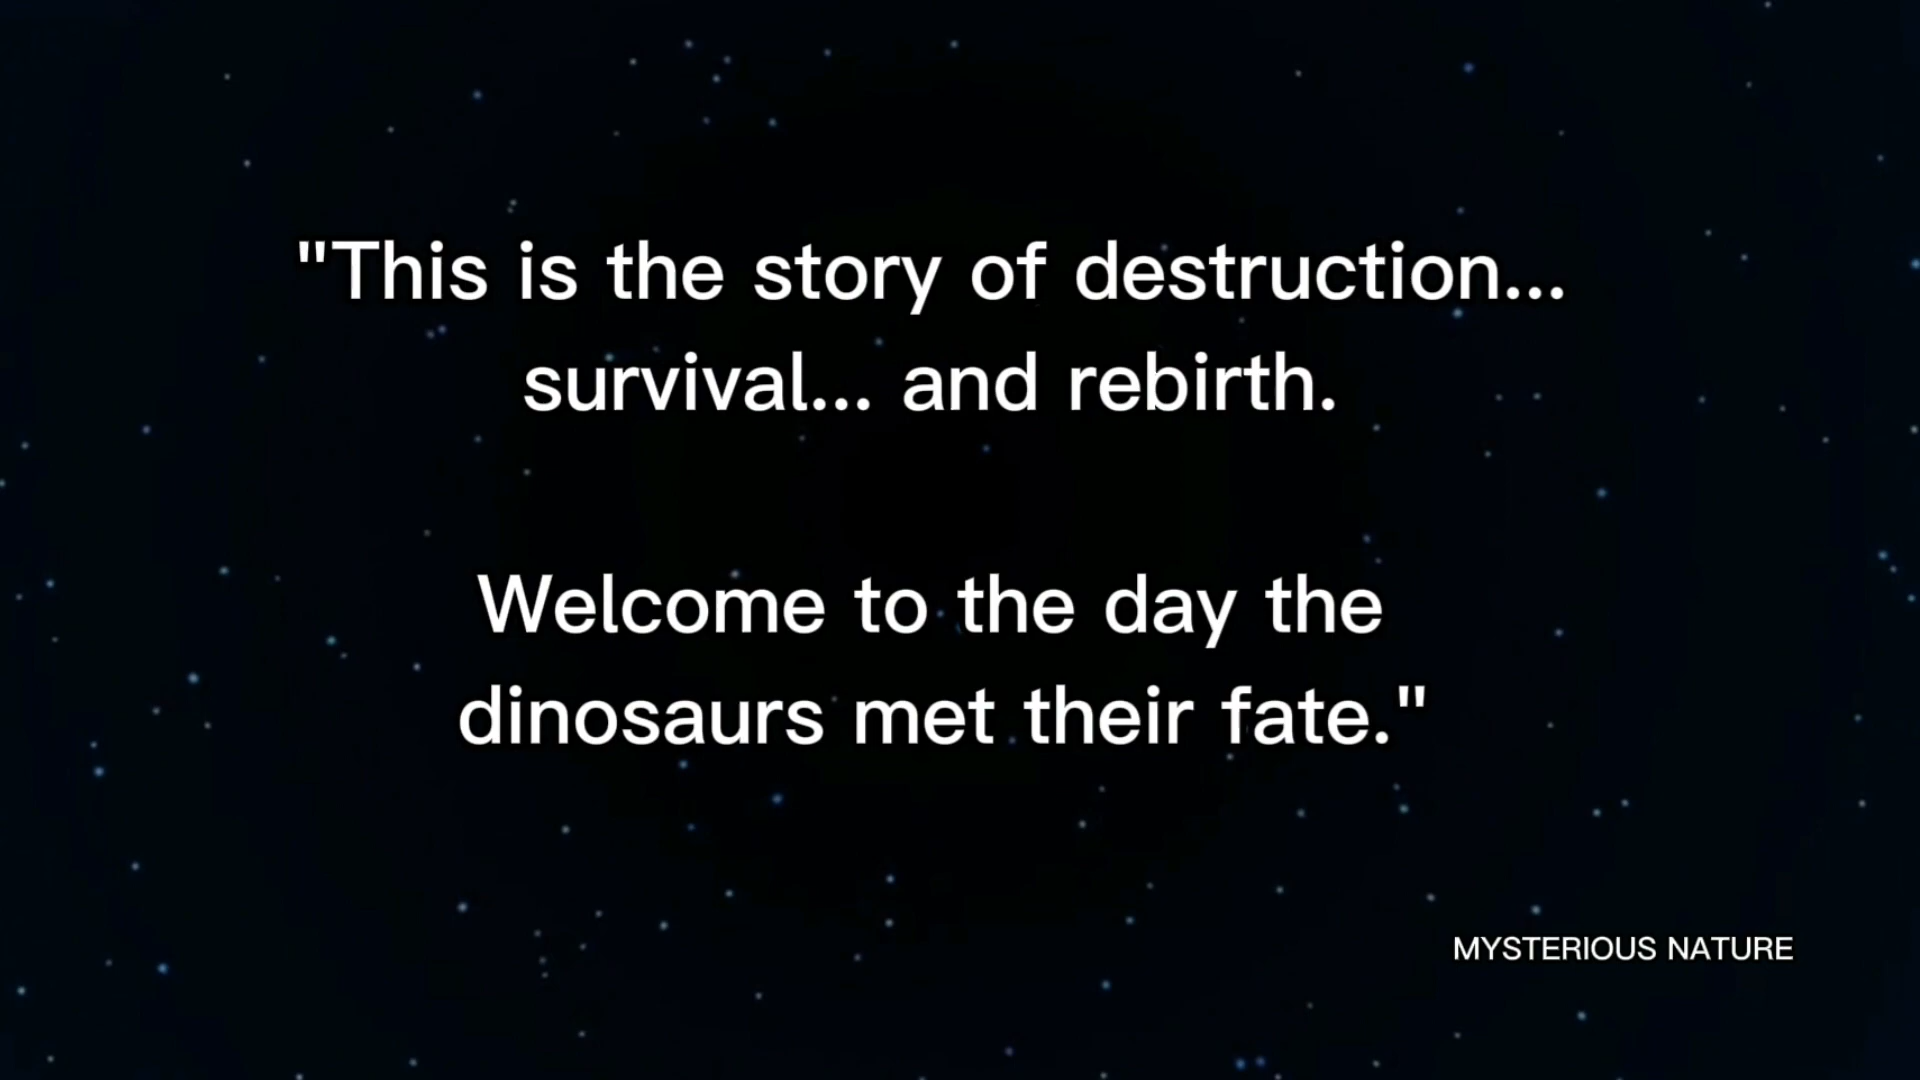 "This is the story of destruction...
survival... and rebirth.
Welcome to the day the
dinosaurs met their fate."
MYSTERIOUS NATURE